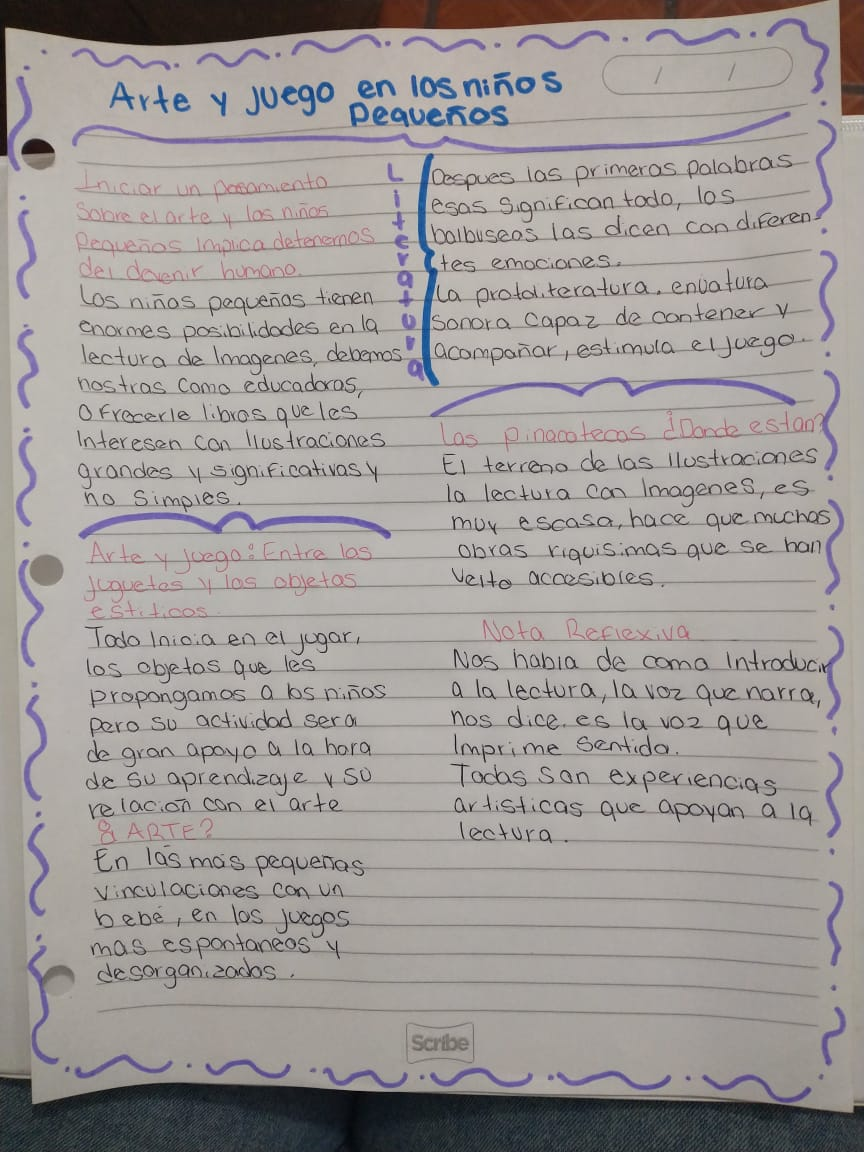 Arte y juego en los niños
Pequeños
/ /
Iniciar un pensamiento
Sobre el arte y los niños
Pequeños Implica detenernos
del devenir humano.
Los niños pequeños tienen
enormes posibilidades en la
lectura de Imagenes, debemos
nostras como educadoras,
Ofrecerle libros que les
Interesen con Ilustraciones
grandes y significativas y
no simples.
Arte y juego: Entre los
juguetes y los objetos
estiticos.
Todo Inicia en el jugar,
los objetos que les
propongamos a los niños
pero su actividad sera
de gran apoyo a la hora
de su aprendizaje y su
relación con el arte
& ARTE?
En las mas pequeñas
vinculaciones con un
bebé, en los juegos
mas espontaneos y
desorganizados.
Literatura
Despues las primeras palabras
esas significan todo, los
balbuseos las dicen con diferen-
tes emociones.
La protoliteratura. envatura
Sonora capaz de contener y
acompañar, estimula el juego.
Las pinacotecas ¿Donde estan?
El terreno de las Ilustraciones
la lectura con Imagenes, es
muy escasa, hace que muchas
obras riquisimas que se han
velto accesibles.
Nota Reflexiva
Nos habla de como Introducir
a la lectura, la voz que narra,
nos dice. es la voz que
Imprime sentido.
Todas son experiencias
artisticas que apoyan a la
lectura.
Scribe